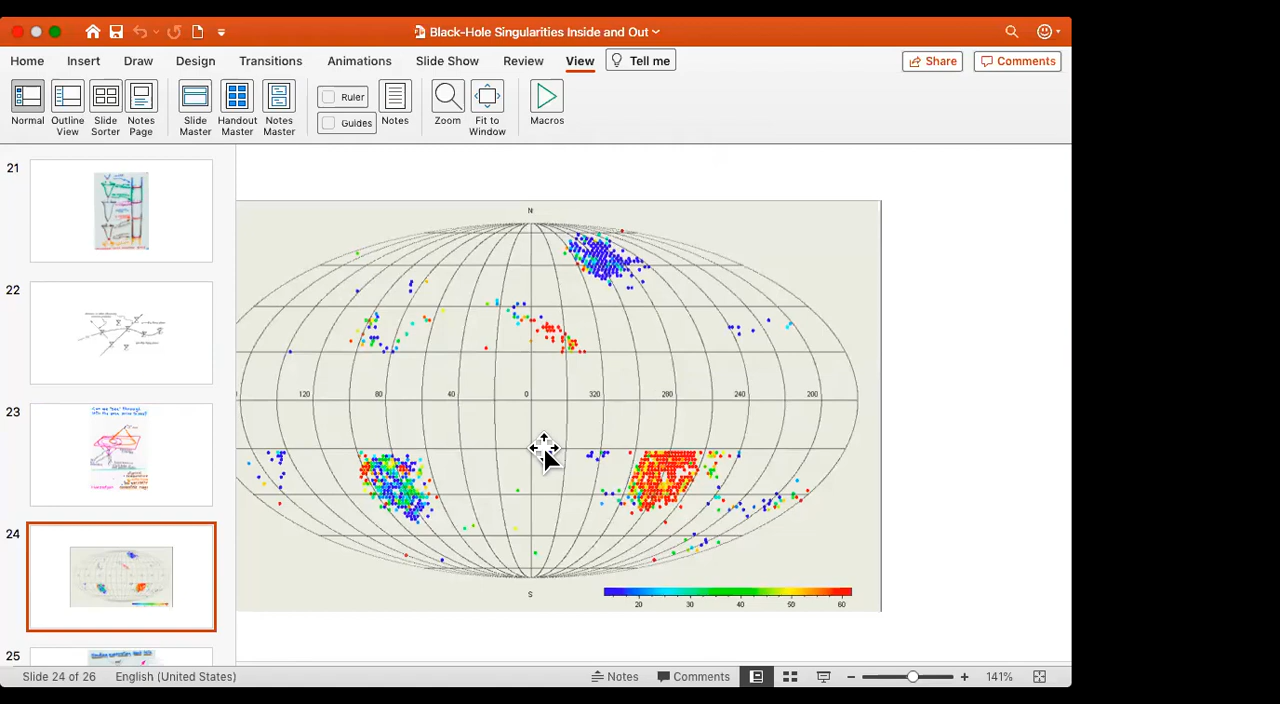 Black-Hole Singularities Inside and Out
Home Insert Draw Design Transitions Animations Slide Show Review View Tell me Share Comments
Normal Outline View Slide Sorter Notes Page Slide Master Handout Master Notes Master Ruler Guides Notes Zoom Fit to Window Macros
21
22
23
24
25
N
120 80 40 0 320 280 240 200
S
20 30 40 50 60
Slide 24 of 26 English (United States) Notes Comments 141%